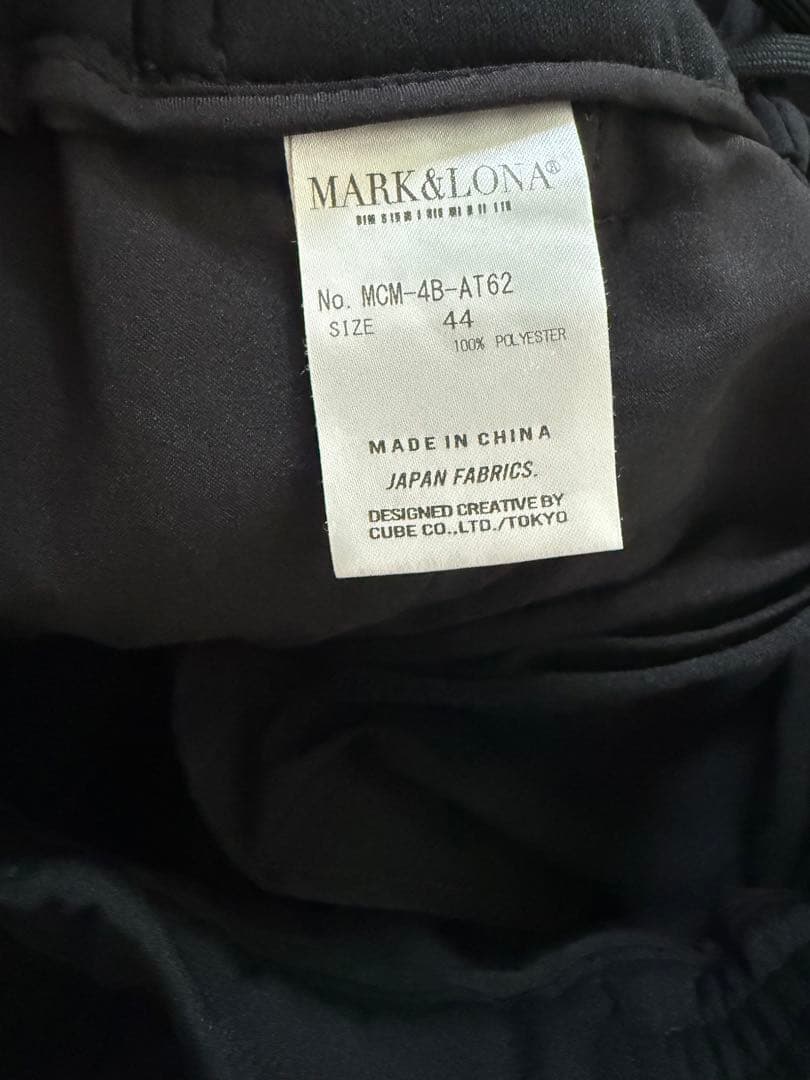 MARK&LONA®
No. MCM-4B-AT62
SIZE 44
100% POLYESTER
MADE IN CHINA
JAPAN FABRICS.
DESIGNED CREATIVE BY
CUBE CO.,LTD./TOKYO